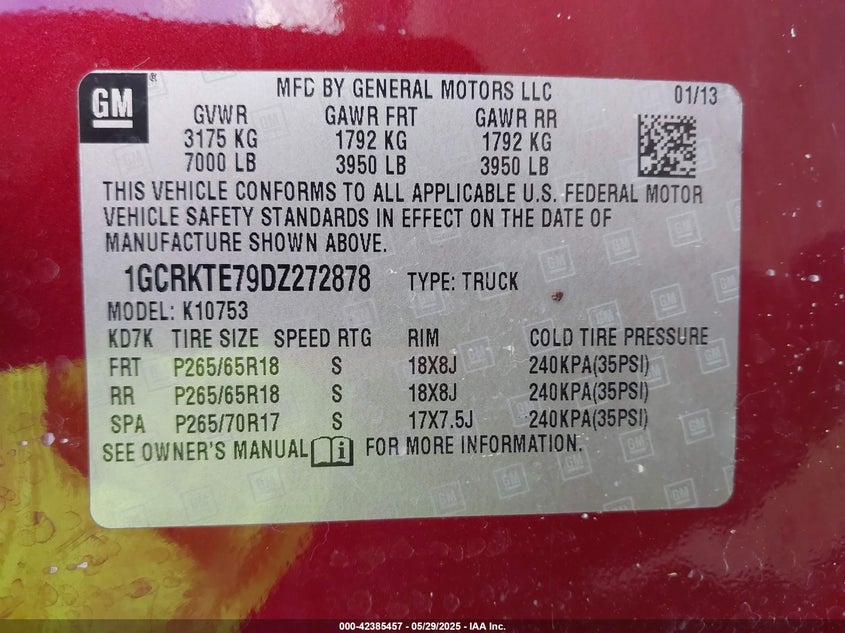 GM ®
MFD BY GENERAL MOTORS LLC 01/13
GVWR GAWR FRT GAWR RR
3175 KG 1792 KG 1792 KG
7000 LB 3950 LB 3950 LB
THIS VEHICLE CONFORMS TO ALL APPLICABLE U.S. FEDERAL MOTOR
VEHICLE SAFETY STANDARDS IN EFFECT ON THE DATE OF
MANUFACTURE SHOWN ABOVE.
1GCRKTE79DZ272878 TYPE: TRUCK
MODEL: K10753
KD7K TIRE SIZE SPEED RTG RIM COLD TIRE PRESSURE
FRT P265/65R18 S 18X8J 240KPA(35PSI)
RR P265/65R18 S 18X8J 240KPA(35PSI)
SPA P265/70R17 S 17X7.5J 240KPA(35PSI)
SEE OWNER'S MANUAL FOR MORE INFORMATION.
000-42385457 - 05/29/2025 - IAA Inc.